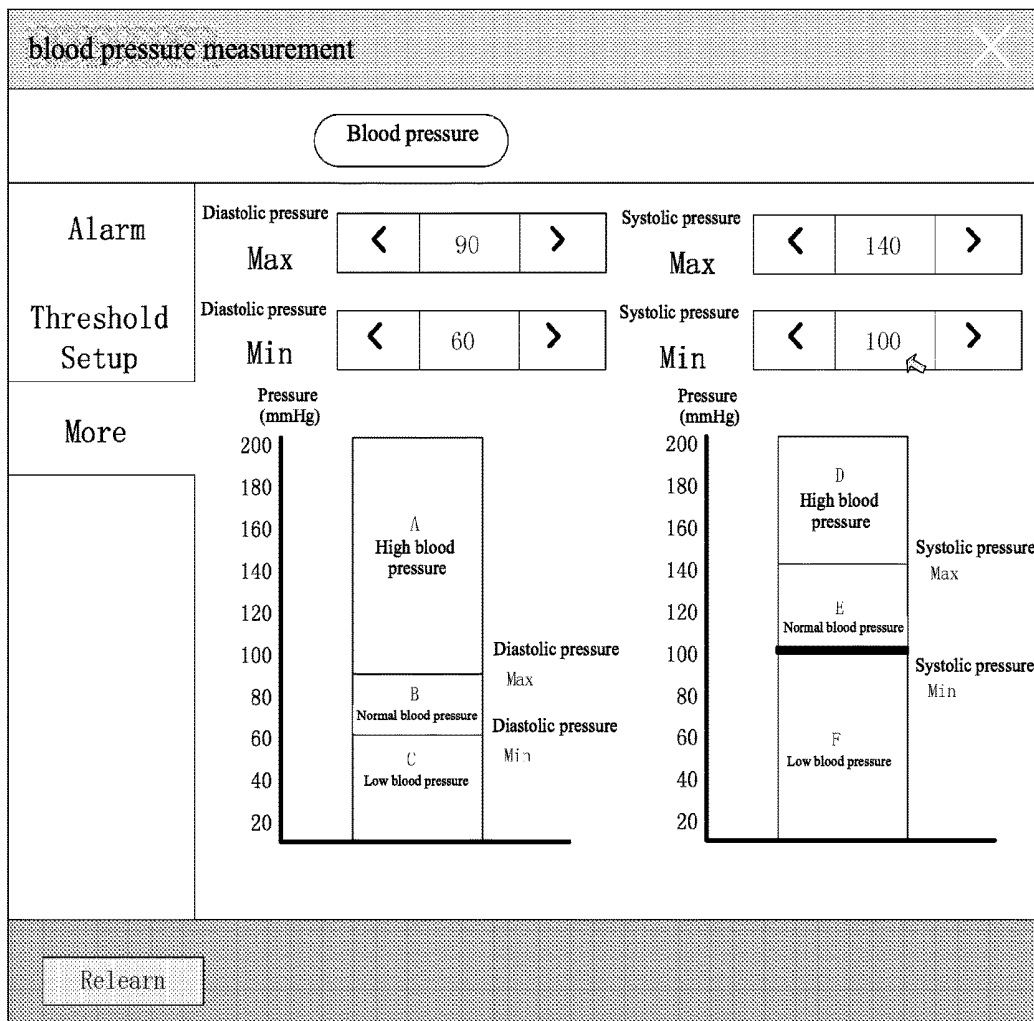 blood pressure measurement
Blood pressure
Alarm
Threshold
Setup
More
Diastolic pressure
Max
90
Systolic pressure
Max
140
Diastolic pressure
Min
60
Systolic pressure
Min
100
Pressure
(mmHg)
200
180
160
140
120
100
80
60
40
20
A
High blood
pressure
B
Normal blood pressure
C
Low blood pressure
Diastolic pressure
Max
Diastolic pressure
Min
Pressure
(mmHg)
200
180
160
140
120
100
80
60
40
20
D
High blood
pressure
E
Normal blood pressure
F
Low blood pressure
Systolic pressure
Max
Systolic pressure
Min
Relearn